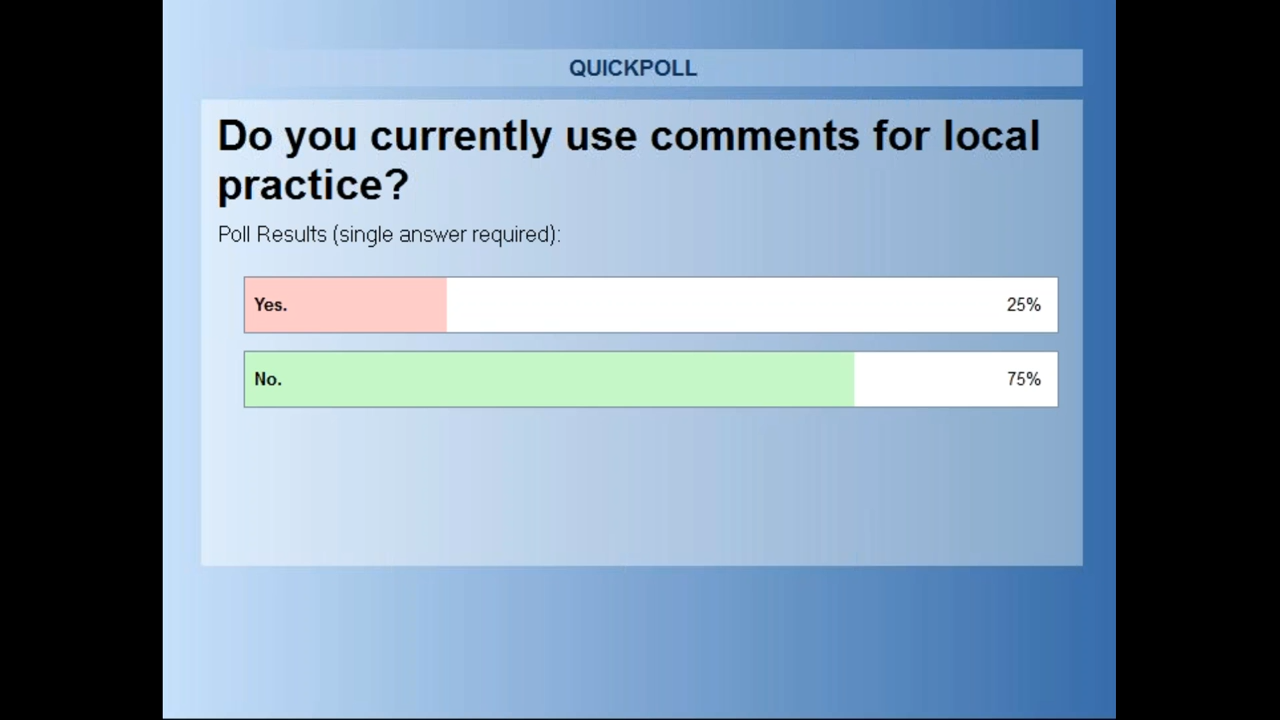 QUICKPOLL
Do you currently use comments for local
practice?
Poll Results (single answer required):
Yes. 25%
No. 75%